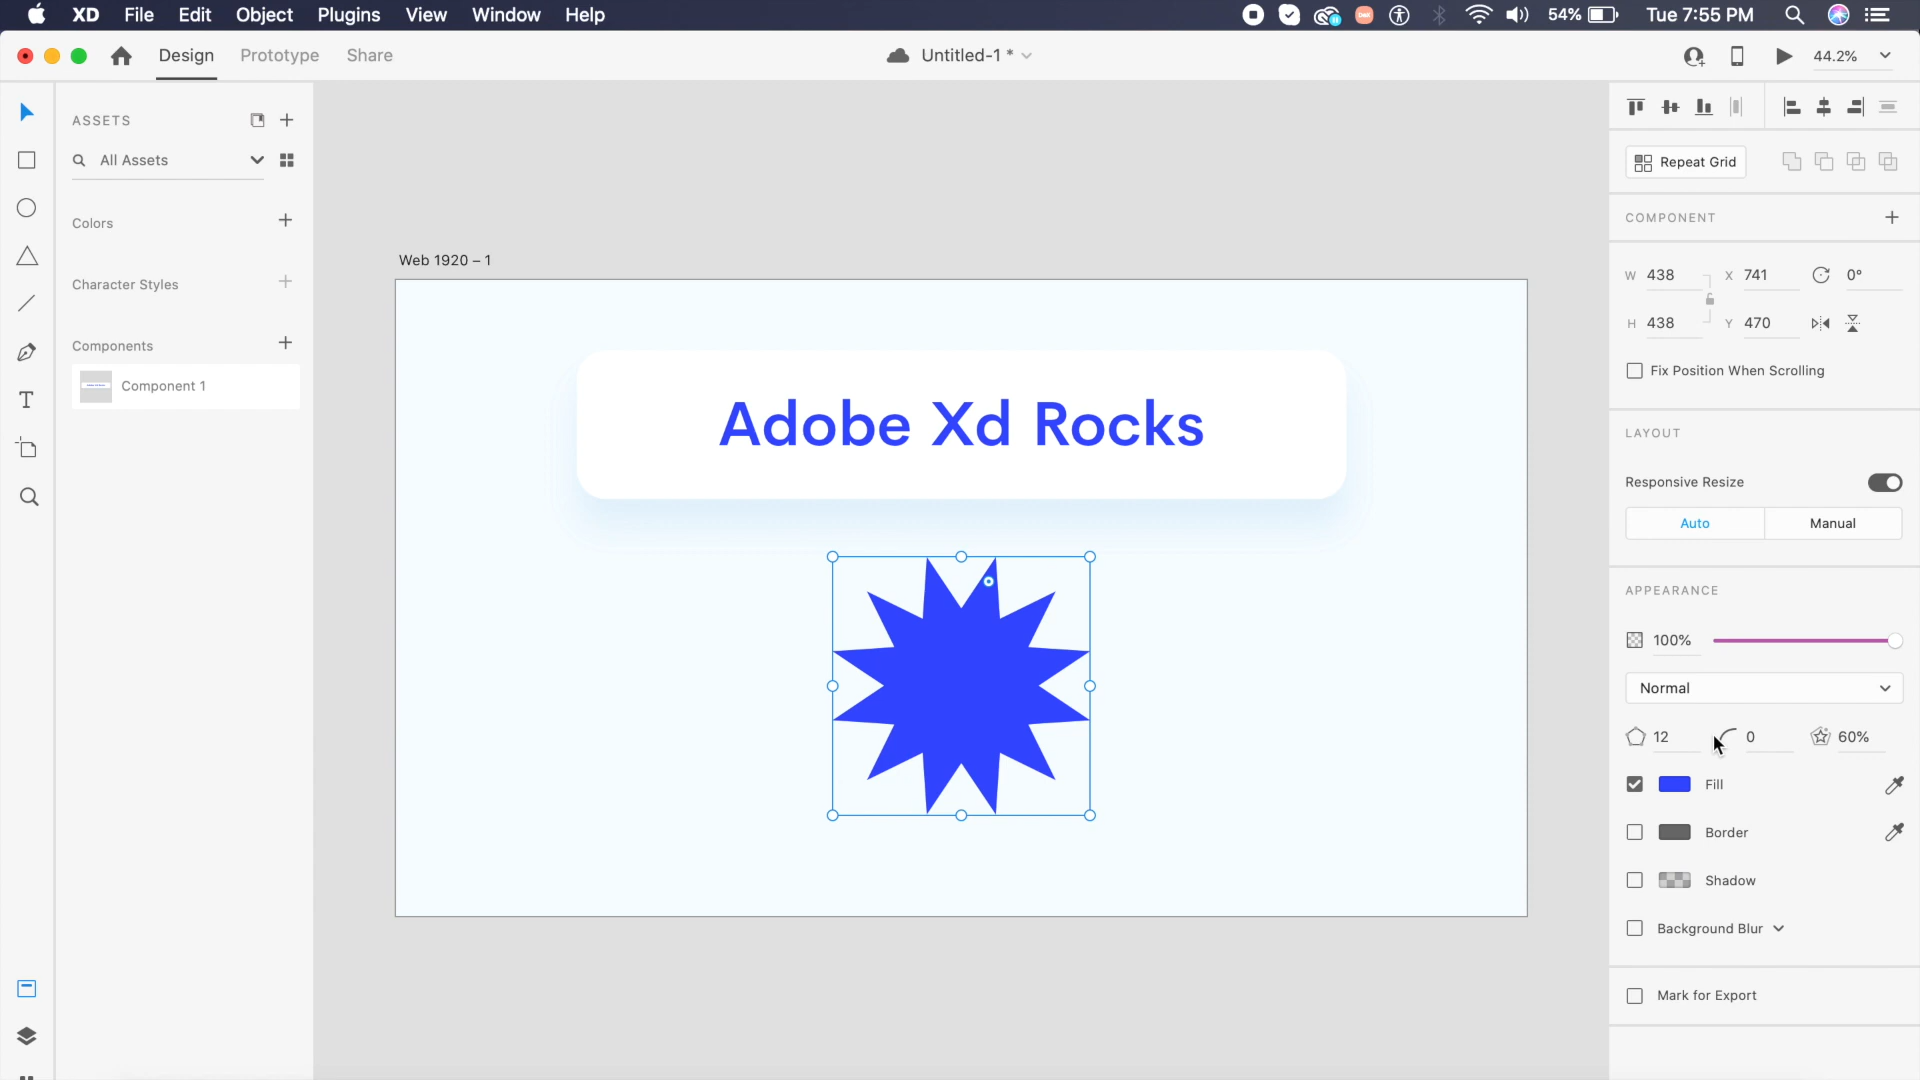 XD File Edit Object Plugins View Window Help 54% Tue 7:55 PM
Design Prototype Share Untitled-1 * 44.2%
ASSETS
All Assets
Colors
Character Styles
Components
Component 1
Web 1920 – 1
Adobe Xd Rocks
Repeat Grid
COMPONENT
W 438 X 741 0°
H 438 Y 470
Fix Position When Scrolling
LAYOUT
Responsive Resize
Auto Manual
APPEARANCE
100%
Normal
12 0 60%
Fill
Border
Shadow
Background Blur
Mark for Export